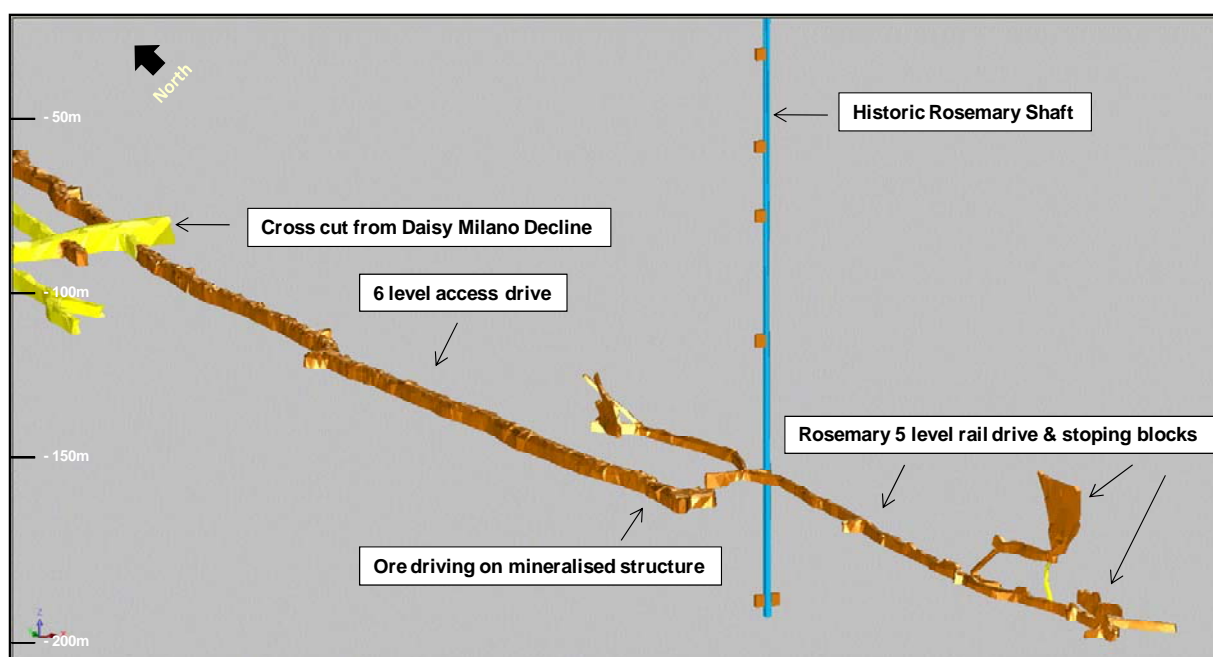 North
- 50m
Historic Rosemary Shaft
Cross cut from Daisy Milano Decline
- 100m
6 level access drive
- 150m
Rosemary 5 level rail drive & stoping blocks
Ore driving on mineralised structure
Z
- 200m